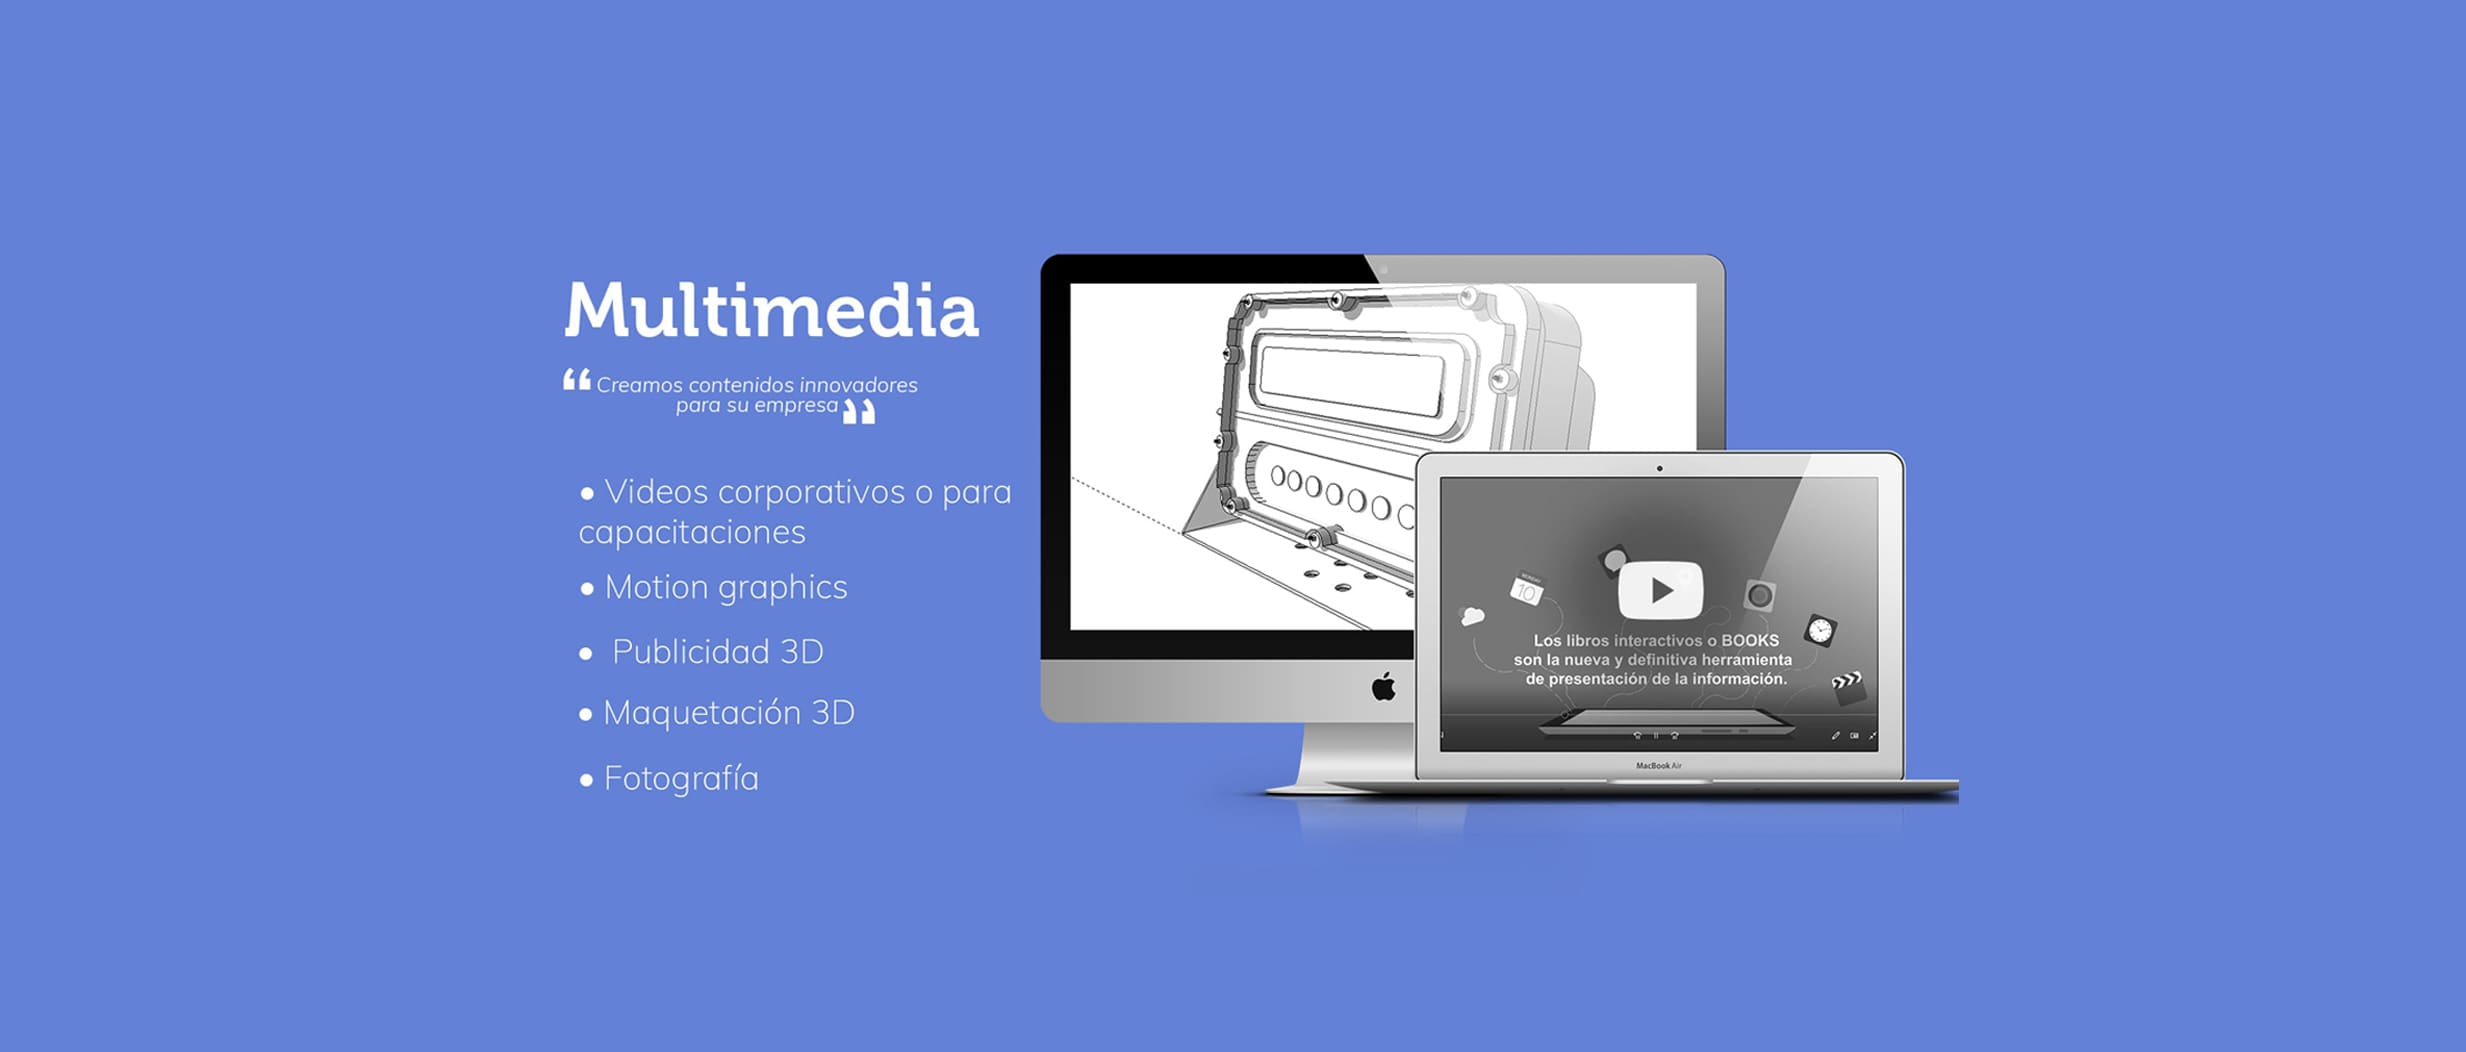 Multimedia
“ Creamos contenidos innovadores
para su empresa ”
• Videos corporativos o para
capacitaciones
• Motion graphics
• Publicidad 3D
• Maquetación 3D
• Fotografía
MONDAY
10
Los libros interactivos o BOOKS
son la nueva y definitiva herramienta
de presentación de la información.
MacBook Air